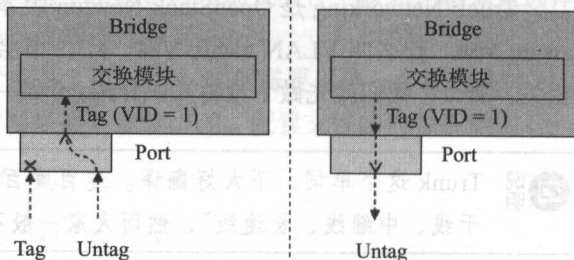 Bridge
交换模块
Tag (VID = 1)
Port
Tag
Untag
Bridge
交换模块
Tag (VID = 1)
Port
Untag